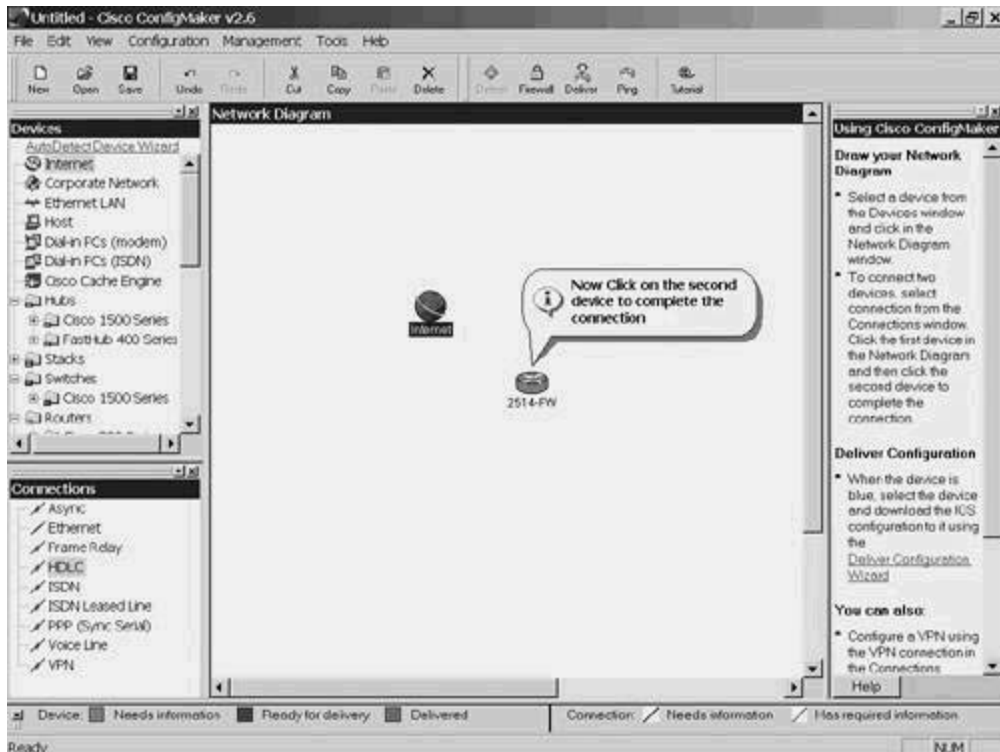 Untitled - Cisco ConfigMaker v2.6
File Edit View Configuration Management Tools Help
New Open Save Undo Redo Cut Copy Paste Delete Detail Firewall Deliver Ping Tutorial
Devices
AutoDetect Device Wizard
Internet
Corporate Network
Ethernet LAN
Host
Dial-in PCs (modem)
Dial-in PCs (ISDN)
Cisco Cache Engine
Hubs
Cisco 1500 Series
FastHub 400 Series
Stacks
Switches
Cisco 1500 Series
Routers
Connections
Async
Ethernet
Frame Relay
HDLC
ISDN
ISDN Leased Line
PPP (Sync Serial)
Voice Line
VPN
Network Diagram
Internet
Now Click on the second
device to complete the
connection
2514-FW
Using Cisco ConfigMaker
Draw your Network
Diagram
Select a device from
the Devices window
and click in the
Network Diagram
window.
To connect two
devices, select
connection from the
Connections window.
Click the first device in
the Network Diagram
and then click the
second device to
complete the
connection.
Deliver Configuration
When the device is
blue, select the device
and download the IOS
configuration to it using
the
Deliver Configuration
Wizard
You can also:
Configure a VPN using
the VPN connection in
the Connections
Help
Device: Needs information Ready for delivery Delivered Connection: Needs information Has required information
Ready NUM